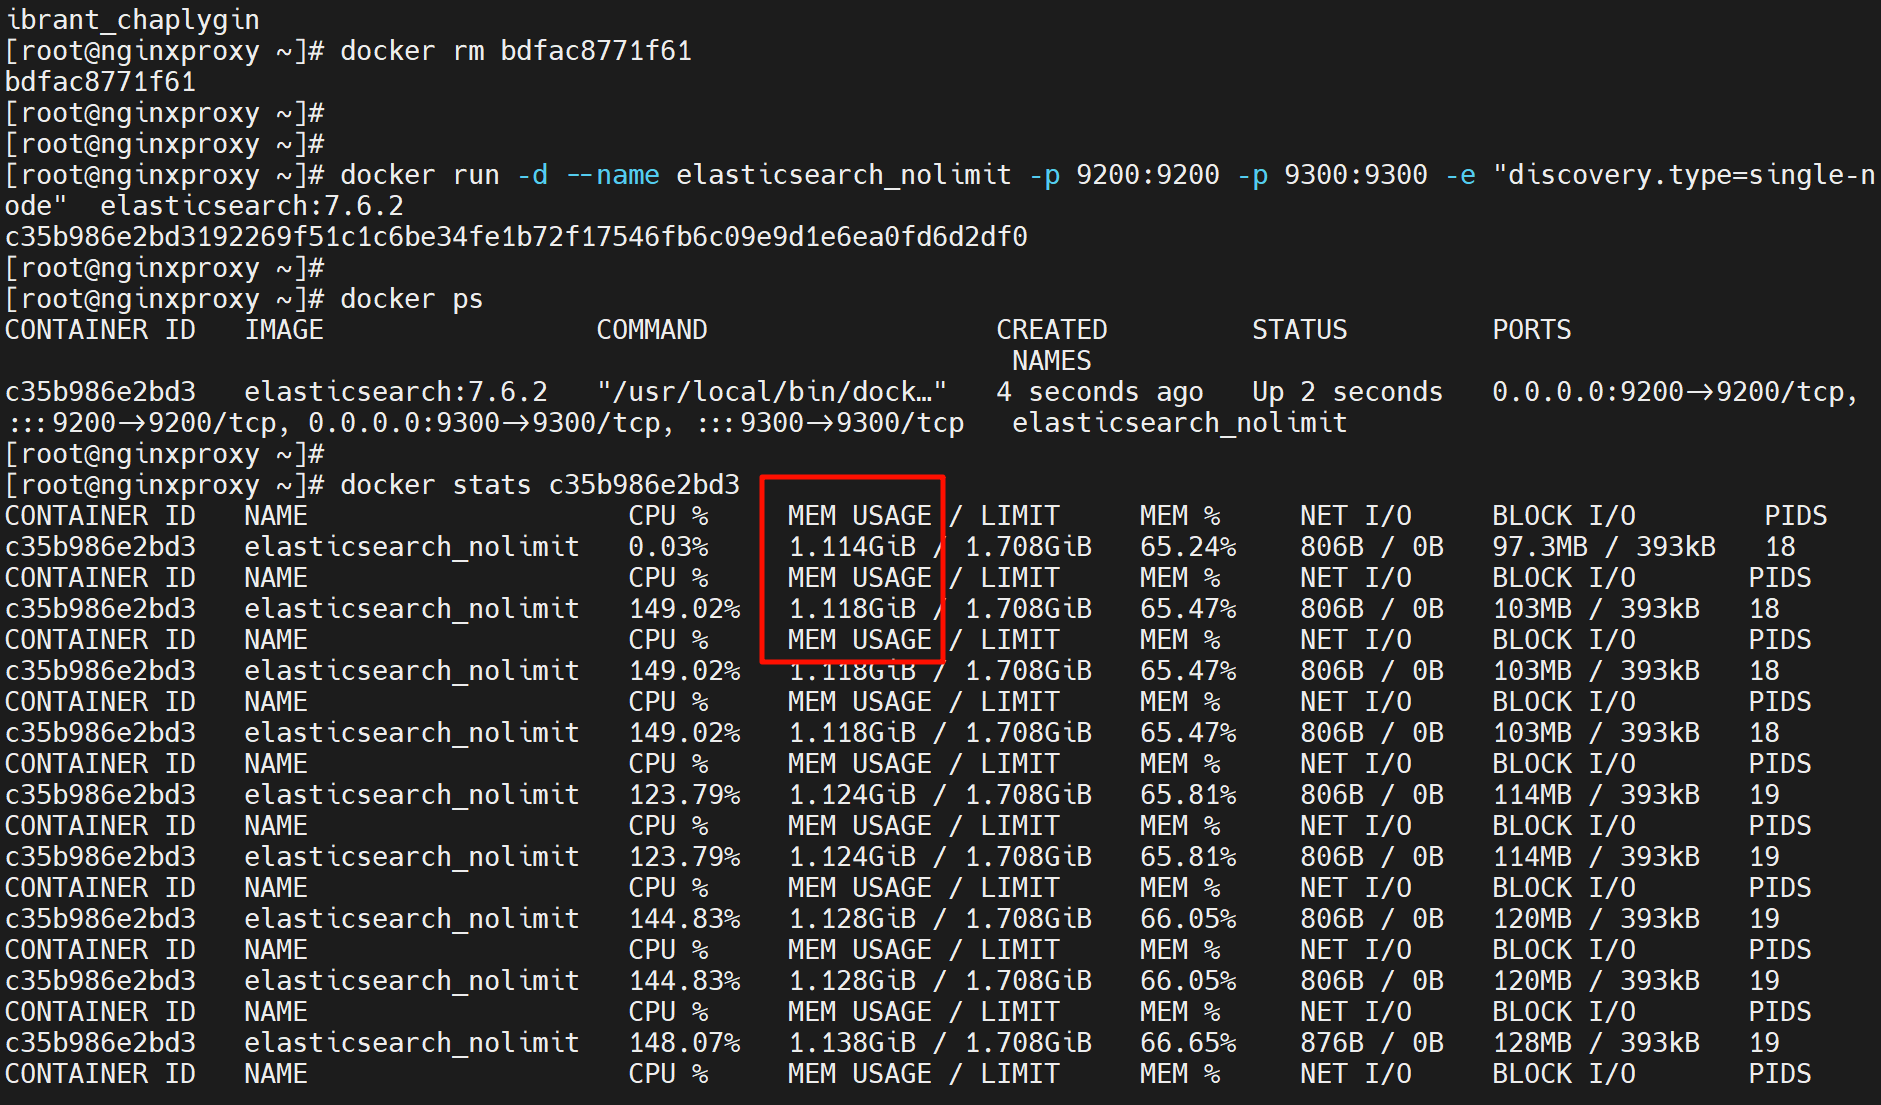 ibrant_chaplygin
[root@nginxproxy ~]# docker rm bdfac8771f61
bdfac8771f61
[root@nginxproxy ~]#
[root@nginxproxy ~]#
[root@nginxproxy ~]# docker run -d --name elasticsearch_nolimit -p 9200:9200 -p 9300:9300 -e "discovery.type=single-n
ode"  elasticsearch:7.6.2
c35b986e2bd3192269f51c1c6be34fe1b72f17546fb6c09e9d1e6ea0fd6d2df0
[root@nginxproxy ~]#
[root@nginxproxy ~]# docker ps
CONTAINER ID   IMAGE                 COMMAND                  CREATED         STATUS         PORTS
NAMES
c35b986e2bd3   elasticsearch:7.6.2   "/usr/local/bin/dock…"   4 seconds ago   Up 2 seconds   0.0.0.0:9200->9200/tcp,
:::9200->9200/tcp, 0.0.0.0:9300->9300/tcp, :::9300->9300/tcp   elasticsearch_nolimit
[root@nginxproxy ~]#
[root@nginxproxy ~]# docker stats c35b986e2bd3
CONTAINER ID   NAME                    CPU %     MEM USAGE / LIMIT     MEM %     NET I/O     BLOCK I/O        PIDS
c35b986e2bd3   elasticsearch_nolimit   0.03%     1.114GiB / 1.708GiB   65.24%    806B / 0B   97.3MB / 393kB   18
CONTAINER ID   NAME                    CPU %     MEM USAGE / LIMIT     MEM %     NET I/O     BLOCK I/O       PIDS
c35b986e2bd3   elasticsearch_nolimit   149.02%   1.118GiB / 1.708GiB   65.47%    806B / 0B   103MB / 393kB   18
CONTAINER ID   NAME                    CPU %     MEM USAGE / LIMIT     MEM %     NET I/O     BLOCK I/O       PIDS
c35b986e2bd3   elasticsearch_nolimit   149.02%   1.118GiB / 1.708GiB   65.47%    806B / 0B   103MB / 393kB   18
CONTAINER ID   NAME                    CPU %     MEM USAGE / LIMIT     MEM %     NET I/O     BLOCK I/O       PIDS
c35b986e2bd3   elasticsearch_nolimit   149.02%   1.118GiB / 1.708GiB   65.47%    806B / 0B   103MB / 393kB   18
CONTAINER ID   NAME                    CPU %     MEM USAGE / LIMIT     MEM %     NET I/O     BLOCK I/O       PIDS
c35b986e2bd3   elasticsearch_nolimit   123.79%   1.124GiB / 1.708GiB   65.81%    806B / 0B   114MB / 393kB   19
CONTAINER ID   NAME                    CPU %     MEM USAGE / LIMIT     MEM %     NET I/O     BLOCK I/O       PIDS
c35b986e2bd3   elasticsearch_nolimit   123.79%   1.124GiB / 1.708GiB   65.81%    806B / 0B   114MB / 393kB   19
CONTAINER ID   NAME                    CPU %     MEM USAGE / LIMIT     MEM %     NET I/O     BLOCK I/O       PIDS
c35b986e2bd3   elasticsearch_nolimit   144.83%   1.128GiB / 1.708GiB   66.05%    806B / 0B   120MB / 393kB   19
CONTAINER ID   NAME                    CPU %     MEM USAGE / LIMIT     MEM %     NET I/O     BLOCK I/O       PIDS
c35b986e2bd3   elasticsearch_nolimit   144.83%   1.128GiB / 1.708GiB   66.05%    806B / 0B   120MB / 393kB   19
CONTAINER ID   NAME                    CPU %     MEM USAGE / LIMIT     MEM %     NET I/O     BLOCK I/O       PIDS
c35b986e2bd3   elasticsearch_nolimit   148.07%   1.138GiB / 1.708GiB   66.65%    876B / 0B   128MB / 393kB   19
CONTAINER ID   NAME                    CPU %     MEM USAGE / LIMIT     MEM %     NET I/O     BLOCK I/O       PIDS